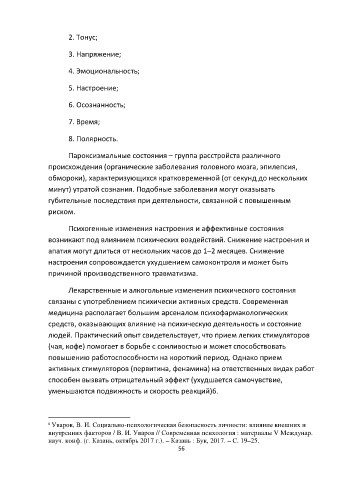 2. Тонус;
3. Напряжение;
4. Эмоциональность;
5. Настроение;
6. Осознанность;
7. Время;
8. Полярность.
Пароксизмальные состояния – группа расстройств различного
происхождения (органические заболевания головного мозга, эпилепсия,
обмороки), характеризующихся кратковременной (от секунд до нескольких
минут) утратой сознания. Подобные заболевания могут оказывать
губительные последствия при деятельности, связанной с повышенным
риском.
Психогенные изменения настроения и аффективные состояния
возникают под влиянием психических воздействий. Снижение настроения и
апатия могут длиться от нескольких часов до 1–2 месяцев. Снижение
настроения сопровождается ухудшением самоконтроля и может быть
причиной производственного травматизма.
Лекарственные и алкогольные изменения психического состояния
связаны с употреблением психически активных средств. Современная
медицина располагает большим арсеналом психофармакологических
средств, оказывающих влияние на психическую деятельность и состояние
людей. Практический опыт свидетельствует, что прием легких стимуляторов
(чая, кофе) помогает в борьбе с сонливостью и может способствовать
повышению работоспособности на короткий период. Однако прием
активных стимуляторов (первитина, фенамина) на ответственных видах работ
способен вызвать отрицательный эффект (ухудшается самочувствие,
уменьшаются подвижность и скорость реакций)6.
⁶ Уваров, В. И. Социально-психологическая безопасность личности: влияние внешних и
внутренних факторов / В. И. Уваров // Современная психология : материалы V Междунар.
науч. конф. (г. Казань, октябрь 2017 г.). – Казань : Бук, 2017. – С. 19–25.
56